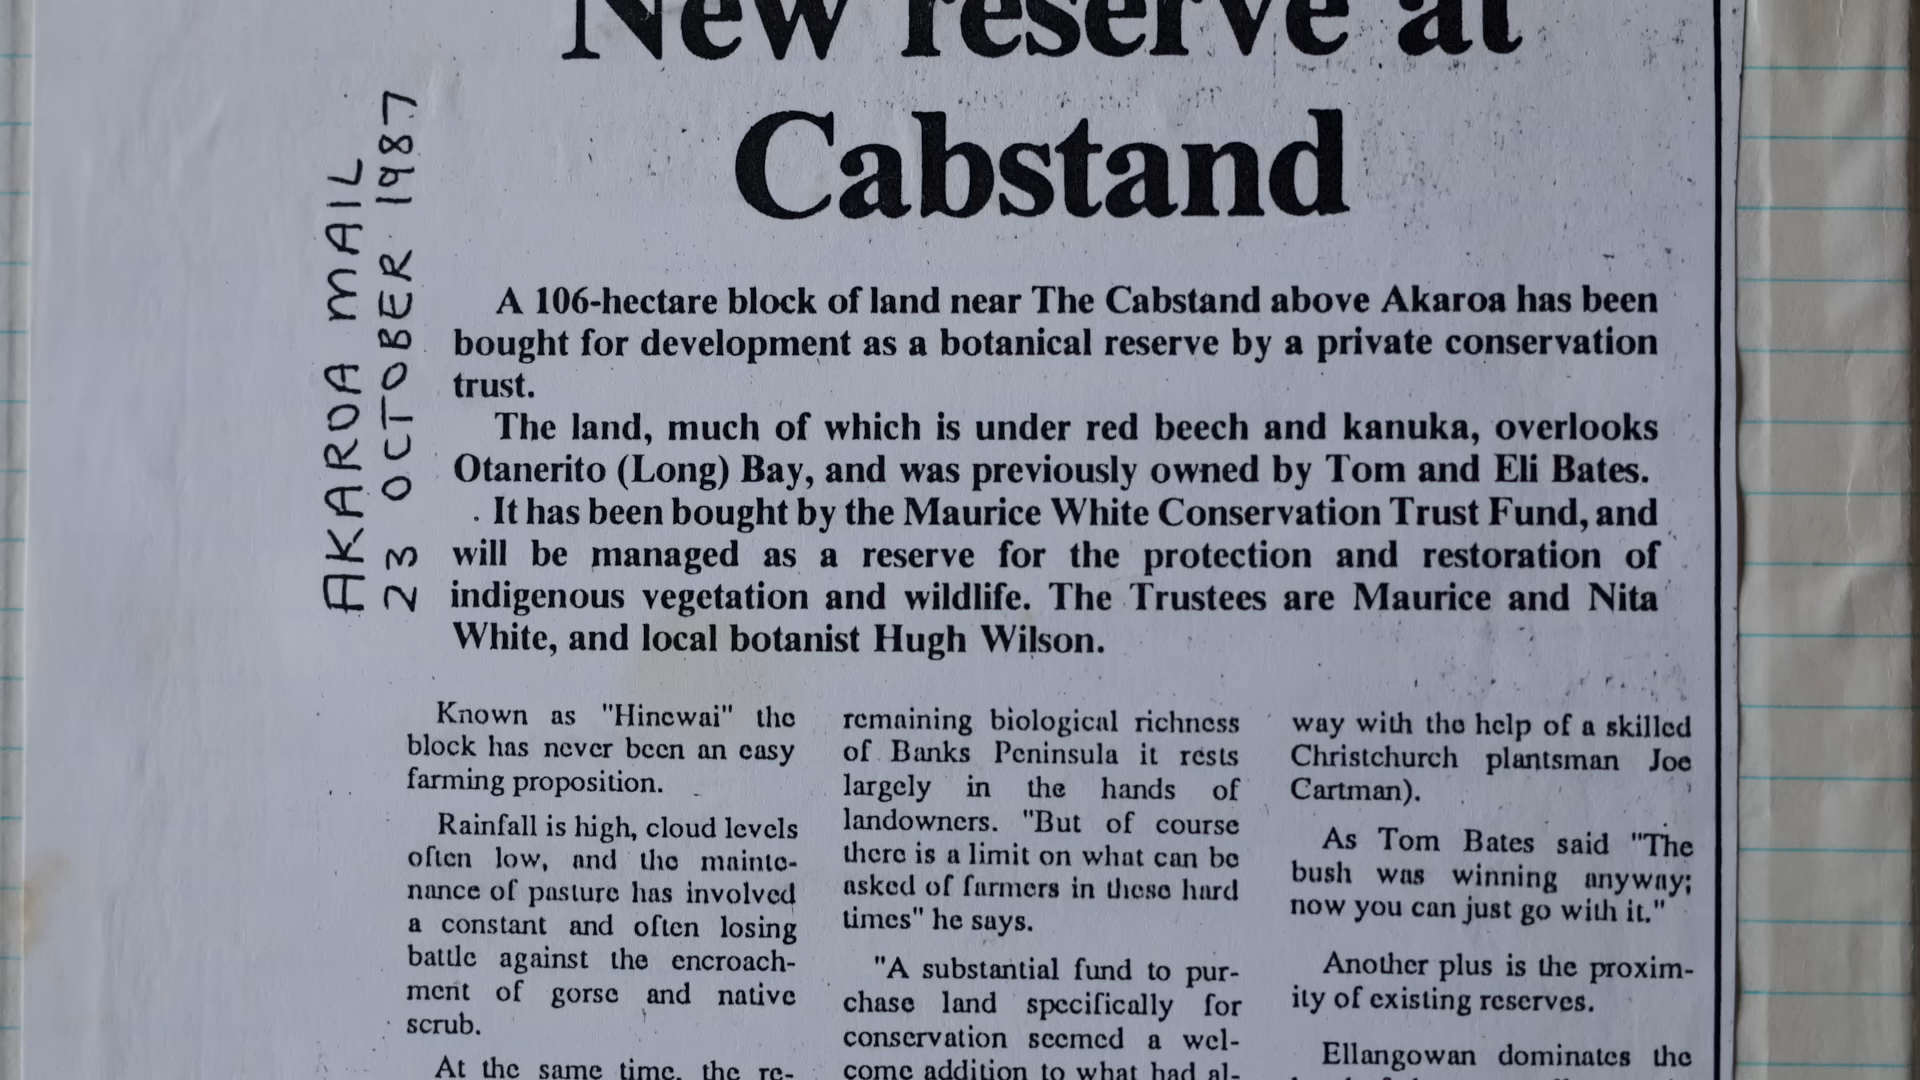 New reserve at
Cabstand
AKAROA MAIL
23 OCTOBER 1987
A 106-hectare block of land near The Cabstand above Akaroa has been
bought for development as a botanical reserve by a private conservation
trust.
The land, much of which is under red beech and kanuka, overlooks
Otanerito (Long) Bay, and was previously owned by Tom and Eli Bates.
It has been bought by the Maurice White Conservation Trust Fund, and
will be managed as a reserve for the protection and restoration of
indigenous vegetation and wildlife. The Trustees are Maurice and Nita
White, and local botanist Hugh Wilson.
Known as "Hinewai" the
block has never been an easy
farming proposition.
Rainfall is high, cloud levels
often low, and the mainte-
nance of pasture has involved
a constant and often losing
battle against the encroach-
ment of gorse and native
scrub.
At the same time, the re-
remaining biological richness
of Banks Peninsula it rests
largely in the hands of
landowners. "But of course
there is a limit on what can be
asked of farmers in these hard
times" he says.
"A substantial fund to pur-
chase land specifically for
conservation seemed a wel-
come addition to what had al-
way with the help of a skilled
Christchurch plantsman Joe
Cartman).
As Tom Bates said "The
bush was winning anyway;
now you can just go with it."
Another plus is the proxim-
ity of existing reserves.
Ellangowan dominates the